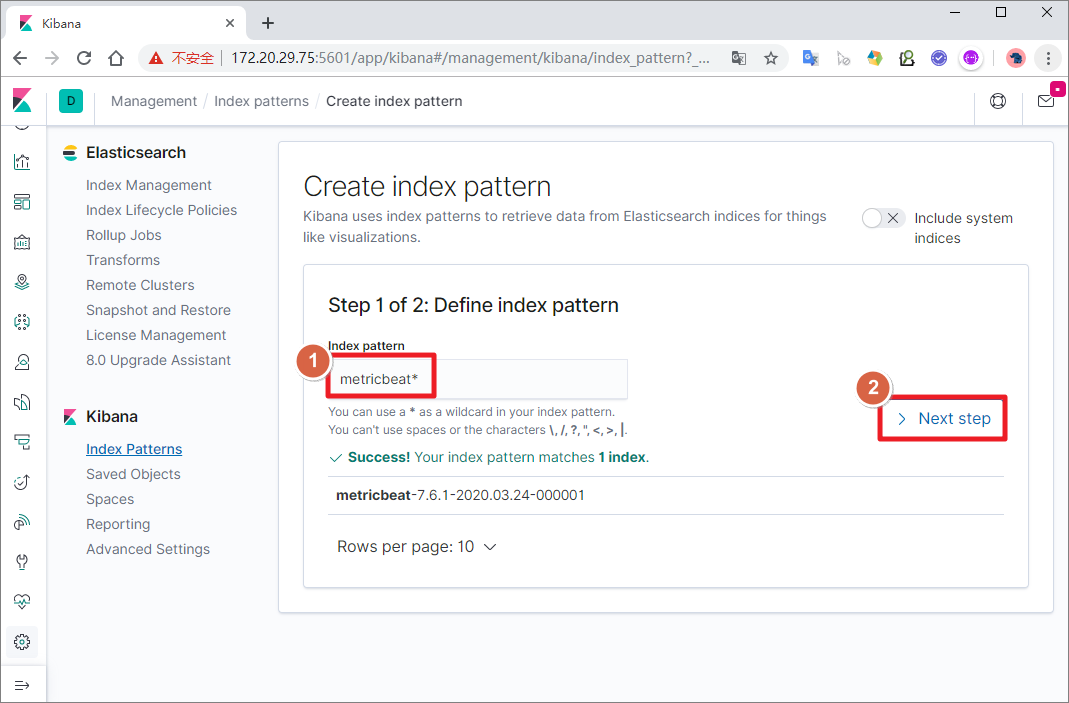 Kibana
不安全
172.20.29.75:5601/app/kibana#/management/kibana/index_pattern?_...
D
Management / Index patterns / Create index pattern
Elasticsearch
Index Management
Index Lifecycle Policies
Rollup Jobs
Transforms
Remote Clusters
Snapshot and Restore
License Management
8.0 Upgrade Assistant
Kibana
Index Patterns
Saved Objects
Spaces
Reporting
Advanced Settings
Create index pattern
Kibana uses index patterns to retrieve data from Elasticsearch indices for things
like visualizations.
Include system
indices
Step 1 of 2: Define index pattern
Index pattern
1
metricbeat*
You can use a * as a wildcard in your index pattern.
You can't use spaces or the characters \, /, ?, ", <, >, |.
2
Next step
Success! Your index pattern matches 1 index.
metricbeat-7.6.1-2020.03.24-000001
Rows per page: 10